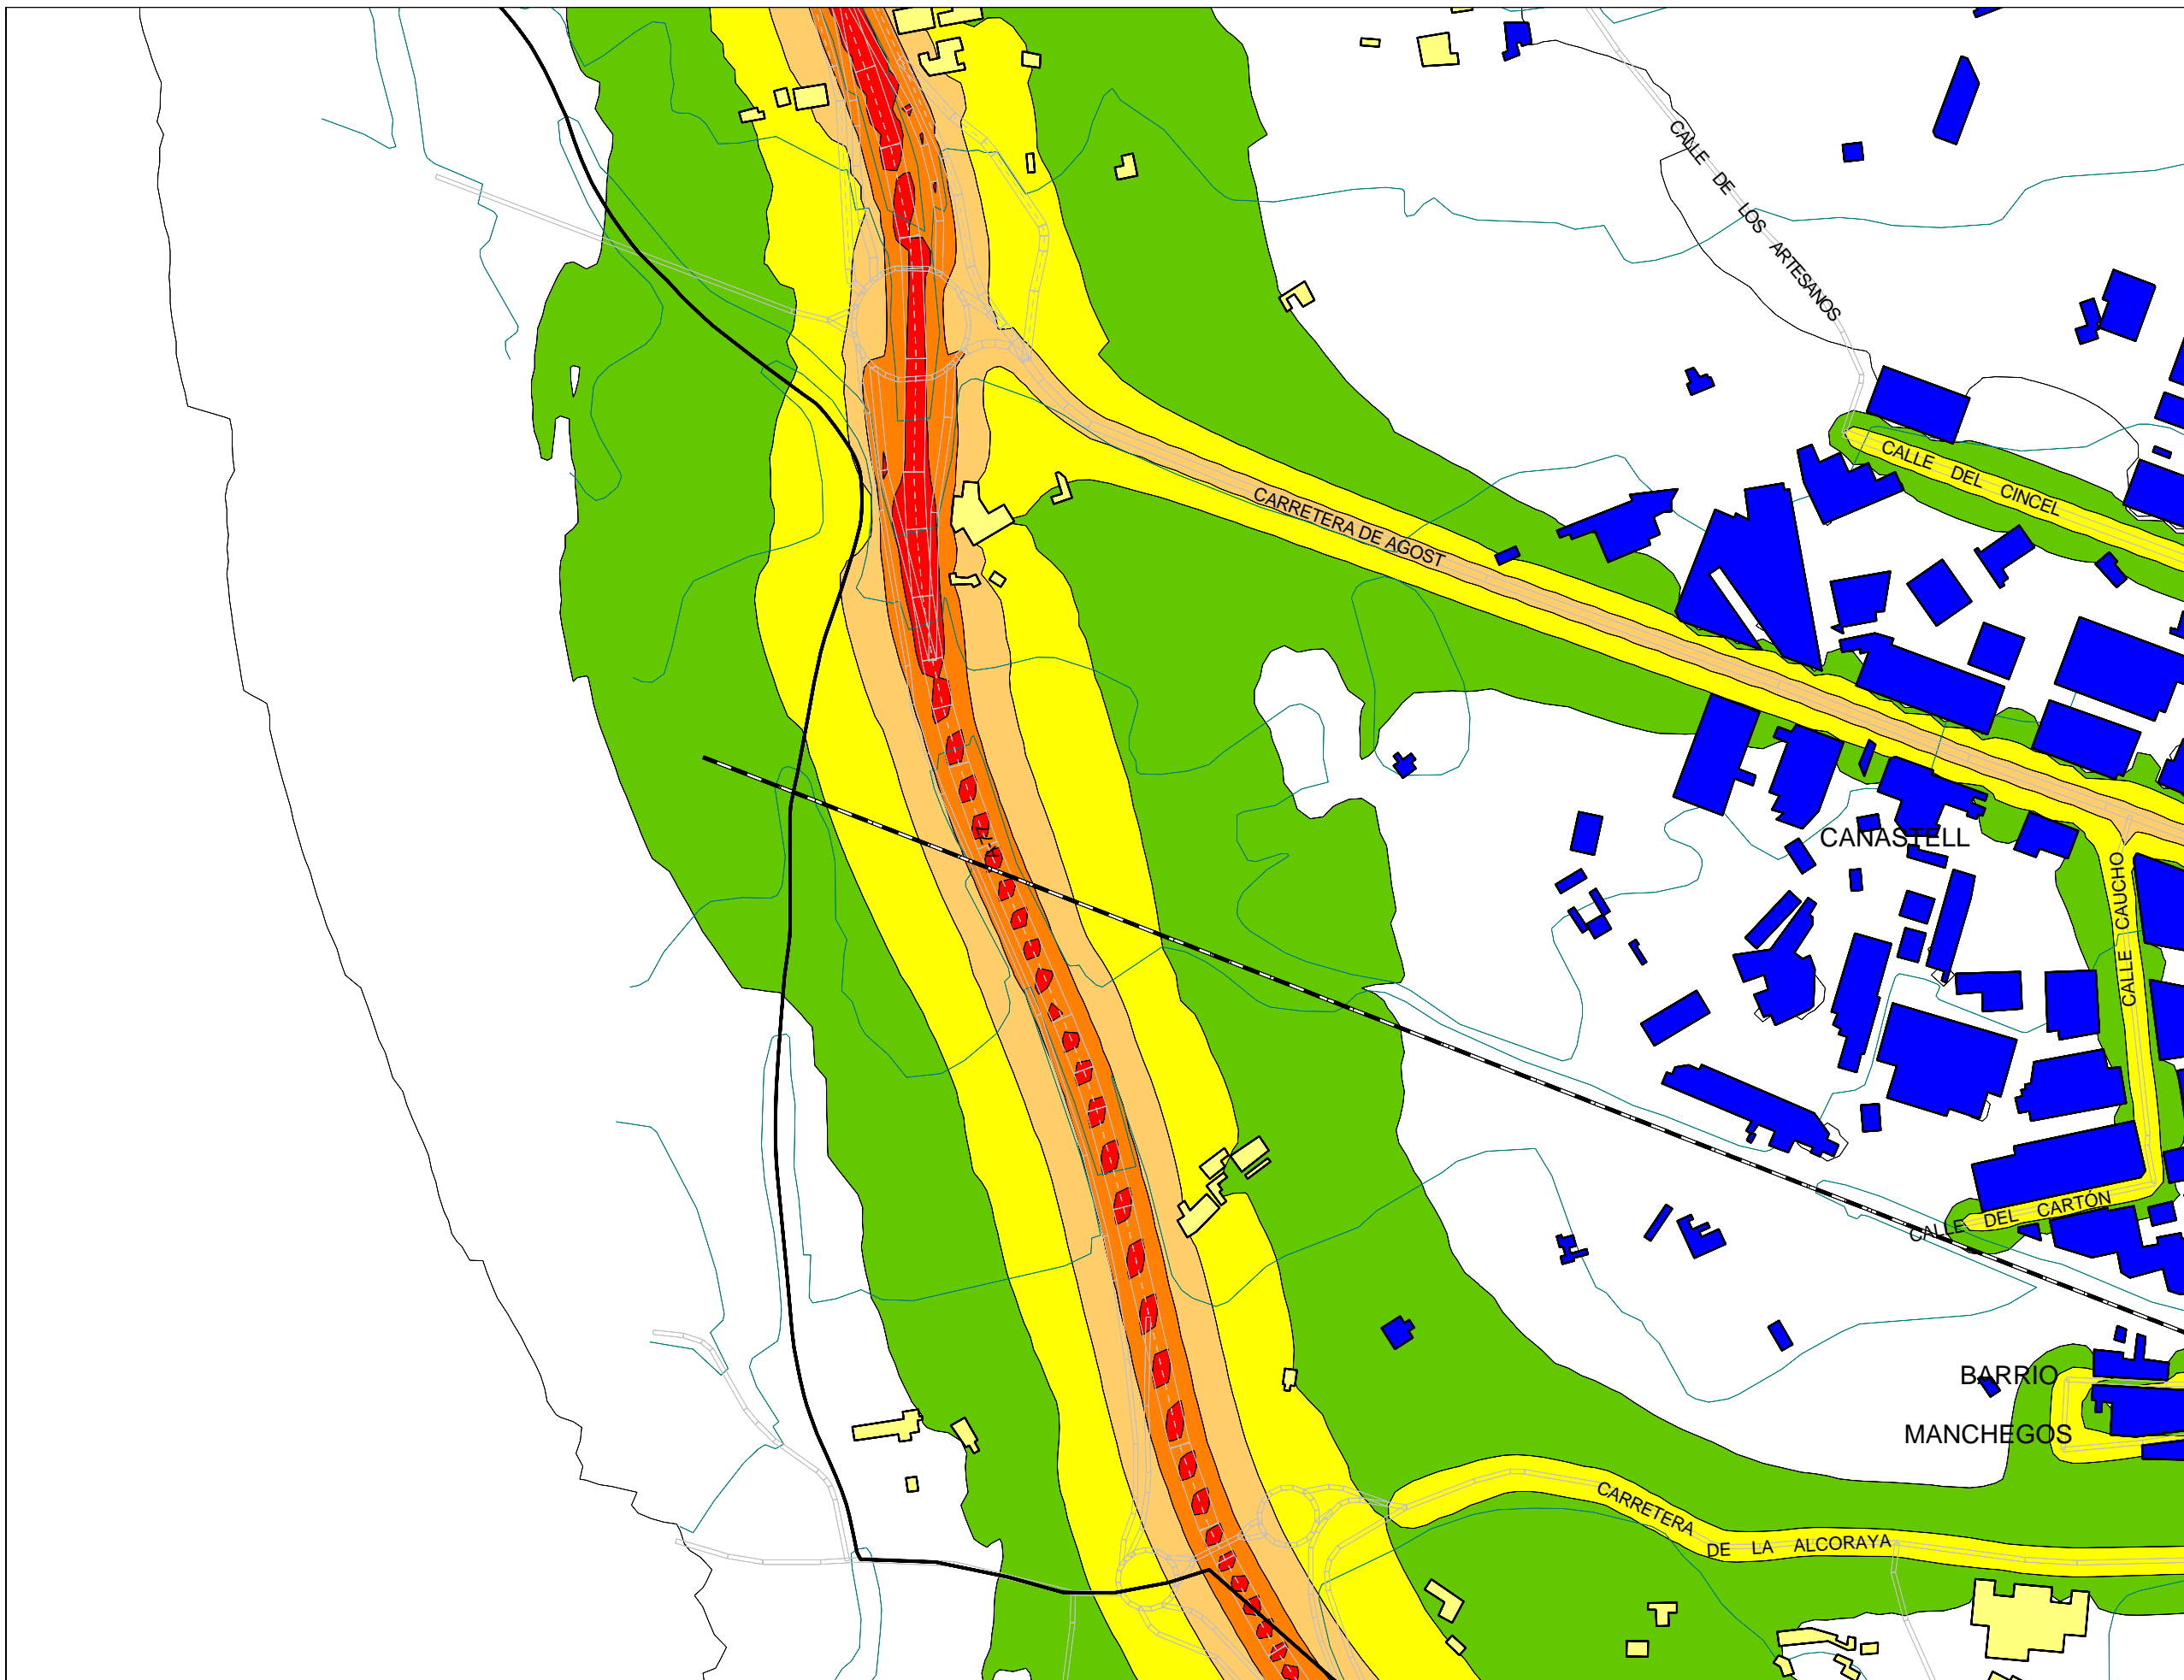 CALLE DE LOS ARTESANOS
CALLE DEL CINCEL
CARRETERA DE AGOST
CANASTELL
CALLE CAUCHO
CALLE DEL CARTÓN
BARRIO
MANCHEGOS
CARRETERA
DE LA ALCORAYA